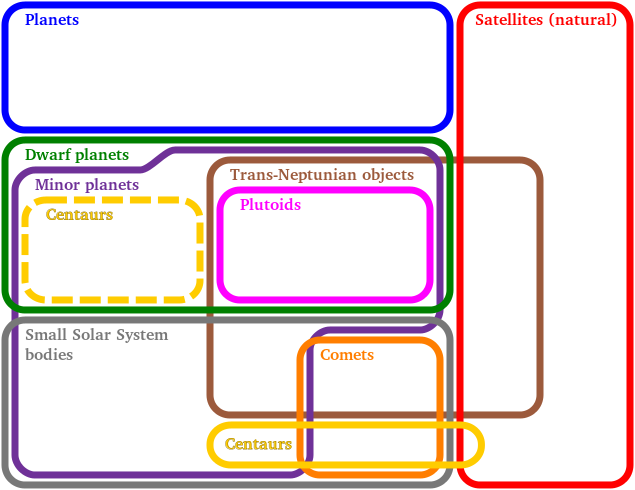 Planets
Satellites (natural)
Dwarf planets
Trans-Neptunian objects
Minor planets
Plutoids
Centaurs
Small Solar System
bodies
Comets
Centaurs